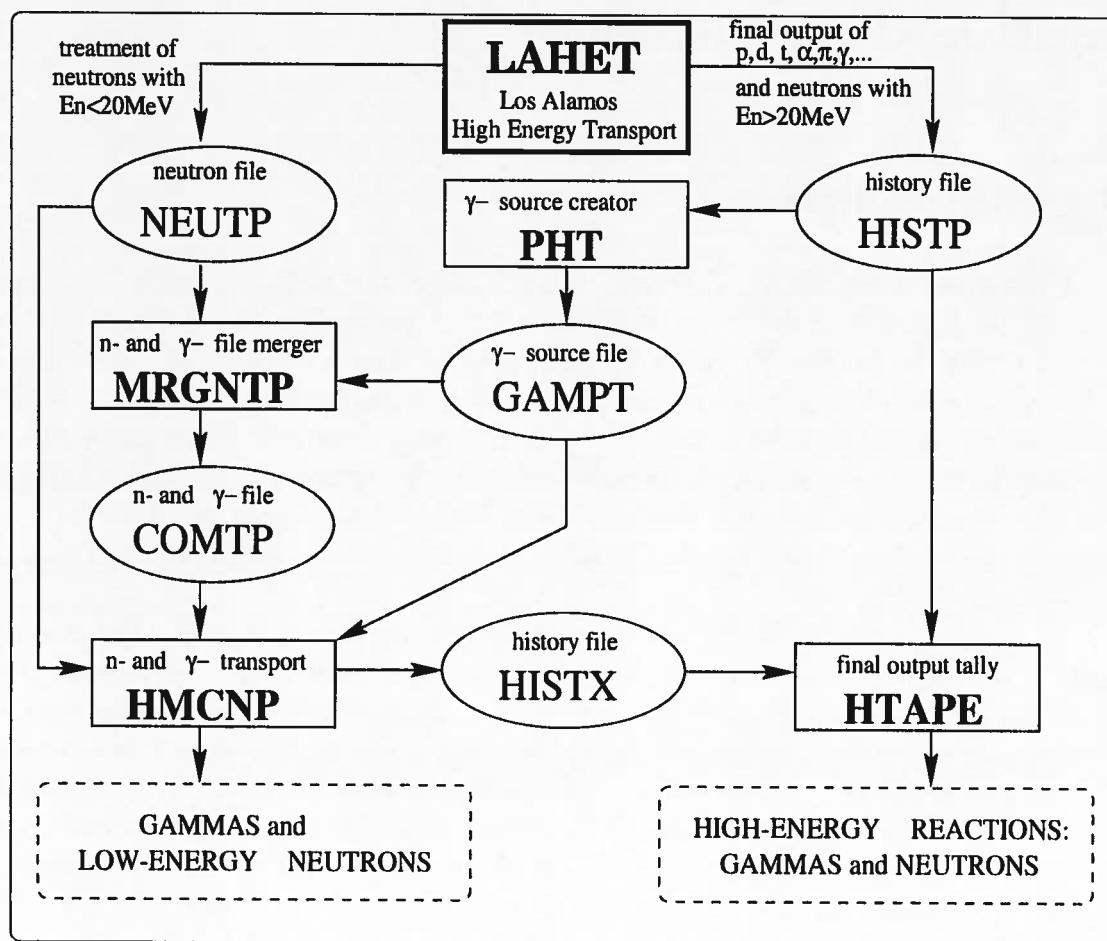 treatment of
neutrons with
En<20MeV
LAHET
Los Alamos
High Energy Transport
final output of
p,d, t, α,π,γ,...
and neutrons with
En>20MeV
neutron file
NEUTP
γ- source creator
PHT
history file
HISTP
n- and γ- file merger
MRGNTP
γ- source file
GAMPT
n- and γ-file
COMTP
n- and γ- transport
HMCNP
history file
HISTX
final output tally
HTAPE
GAMMAS and
LOW-ENERGY NEUTRONS
HIGH-ENERGY REACTIONS:
GAMMAS and NEUTRONS